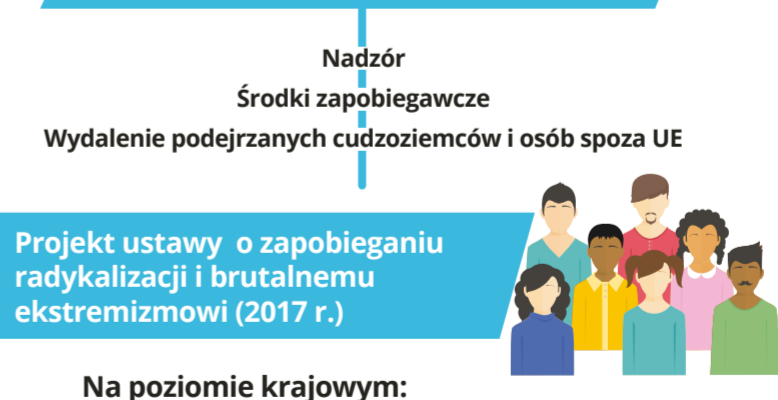 Nadzór
Środki zapobiegawcze
Wydalenie podejrzanych cudzoziemców i osób spoza UE
Projekt ustawy o zapobieganiu
radykalizacji i brutalnemu
ekstremizmowi (2017 r.)
Na poziomie krajowym: